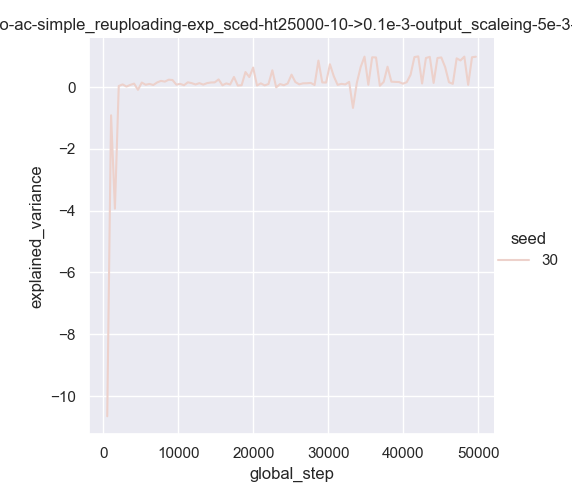 o-ac-simple_reuploading-exp_sced-ht25000-10->0.1e-3-output_scaleing-5e-3-
0
−2
−4
−6
−8
−10
explained_variance
0 10000 20000 30000 40000 50000
global_step
seed
30